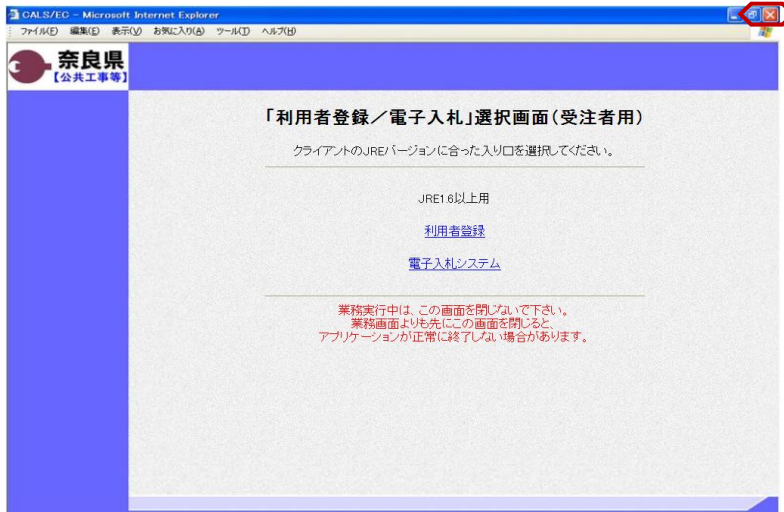 CALS/EC - Microsoft Internet Explorer
ファイル(F) 編集(E) 表示(V) お気に入り(A) ツール(T) ヘルプ(H)
奈良県
【公共工事等】
「利用者登録／電子入札」選択画面(受注者用)
クライアントのJREバージョンに合った入り口を選択してください。
JRE1.6以上用
利用者登録
電子入札システム
業務実行中は、この画面を閉じないで下さい。
業務画面よりも先にこの画面を閉じると、
アプリケーションが正常に終了しない場合があります。